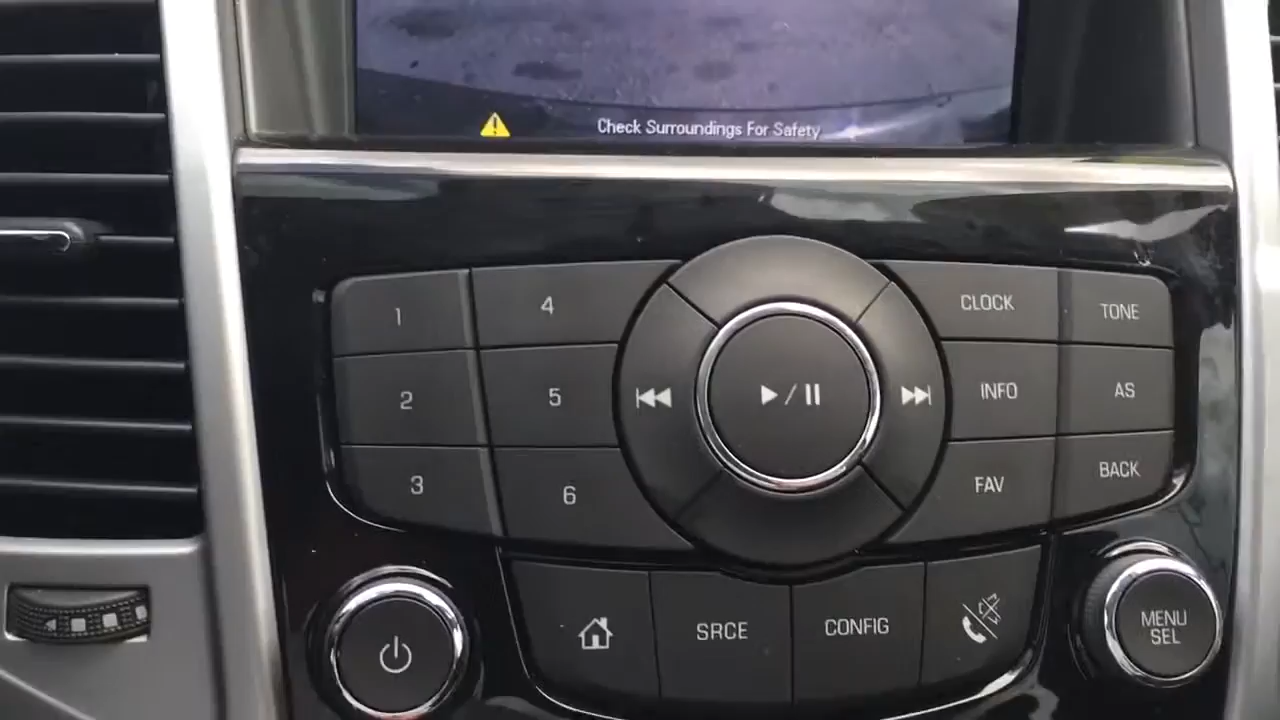 Check Surroundings For Safety
1
4
CLOCK
TONE
2
5
INFO
AS
3
6
FAV
BACK
SRCE
CONFIG
MENU
SEL